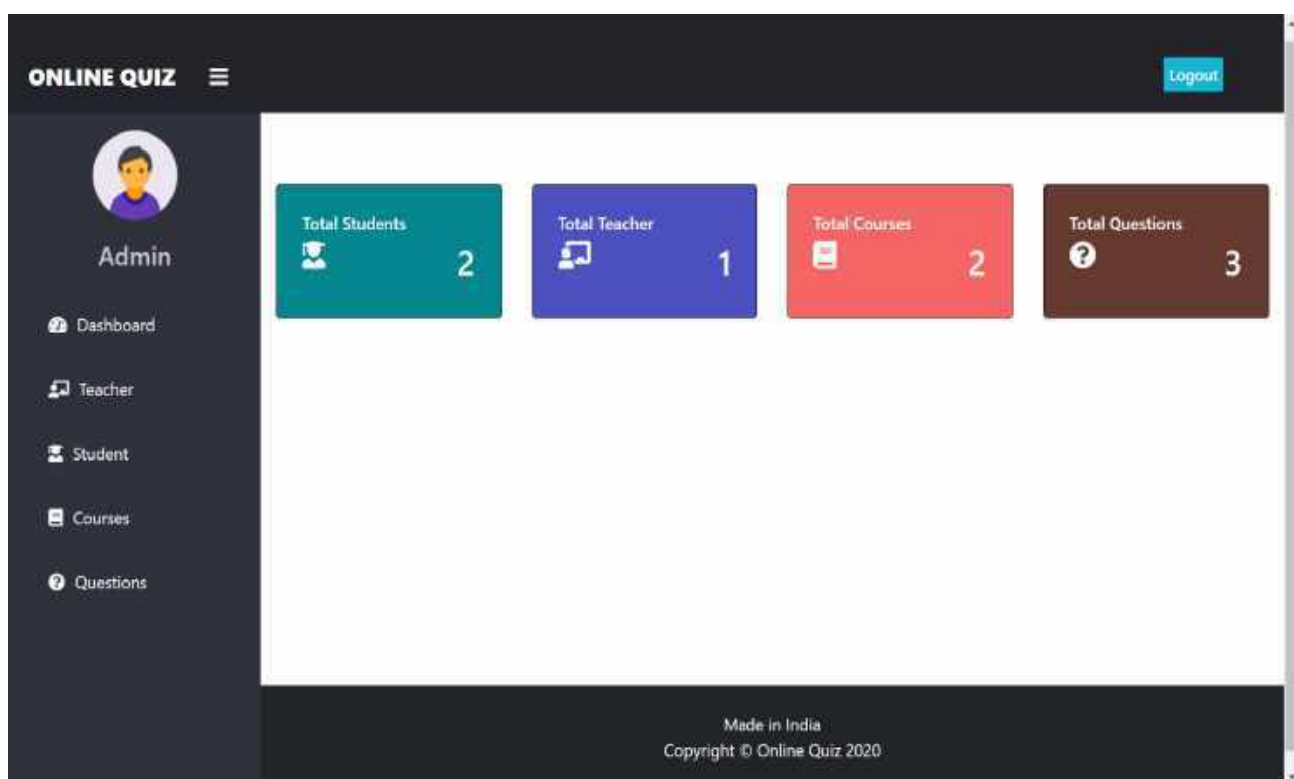 ONLINE QUIZ
Logout
Admin
Dashboard
Teacher
Student
Courses
Questions
Total Students
2
Total Teacher
1
Total Courses
2
Total Questions
3
Made in India
Copyright © Online Quiz 2020